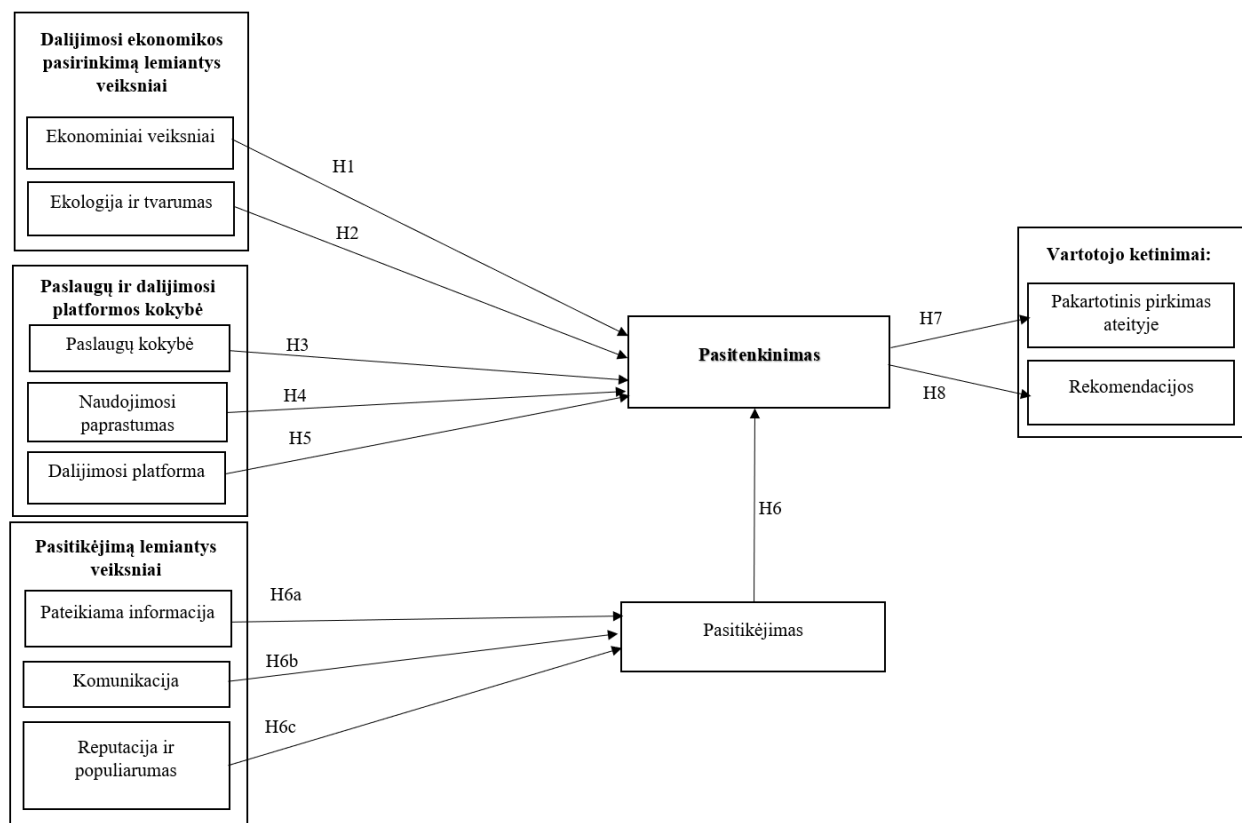 Dalijimosi ekonomikos
pasirinkimą lemiantys
veiksniai
Ekonominiai veiksniai
Ekologija ir tvarumas
H1
H2
Paslaugų ir dalijimosi
platformos kokybė
Paslaugų kokybė
Naudojimosi
paprastumas
Dalijimosi platforma
H3
H4
H5
Pasitenkinimas
H7
H8
Vartotojo ketinimai:
Pakartotinis pirkimas
ateityje
Rekomendacijos
H6
Pasitikėjimą lemiantys
veiksniai
Pateikiama informacija
Komunikacija
Reputacija ir
populiarumas
H6a
H6b
H6c
Pasitikėjimas